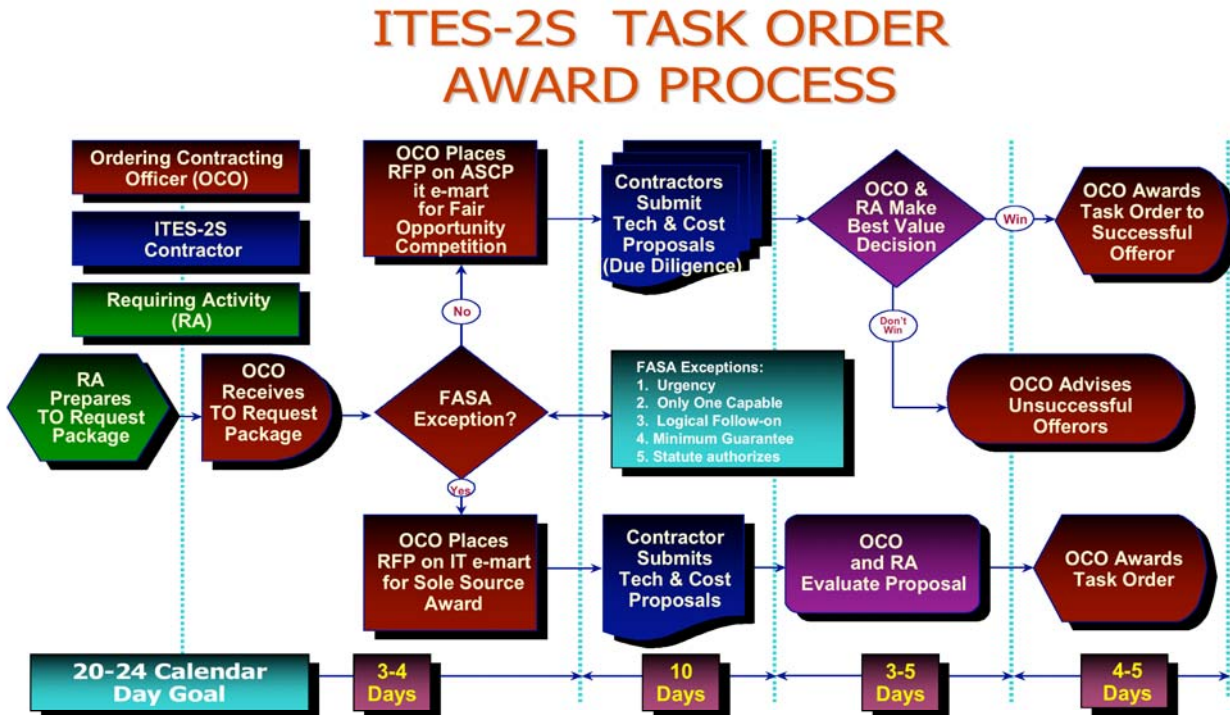 ITES-2S TASK ORDER
AWARD PROCESS
Ordering Contracting
Officer (OCO)
ITES-2S
Contractor
Requiring Activity
(RA)
RA
Prepares
TO Request
Package
OCO
Receives
TO Request
Package
FASA
Exception?
No
Yes
OCO Places
RFP on ASCP
it e-mart
for Fair
Opportunity
Competition
Contractors
Submit
Tech & Cost
Proposals
(Due Diligence)
OCO &
RA Make
Best Value
Decision
Win
Don't
Win
OCO Awards
Task Order to
Successful
Offeror
FASA Exceptions:
1. Urgency
2. Only One Capable
3. Logical Follow-on
4. Minimum Guarantee
5. Statute authorizes
OCO Advises
Unsuccessful
Offerors
OCO Places
RFP on IT e-mart
for Sole Source
Award
Contractor
Submits
Tech & Cost
Proposals
OCO
and RA
Evaluate Proposal
OCO Awards
Task Order
20-24 Calendar
Day Goal
3-4
Days
10
Days
3-5
Days
4-5
Days